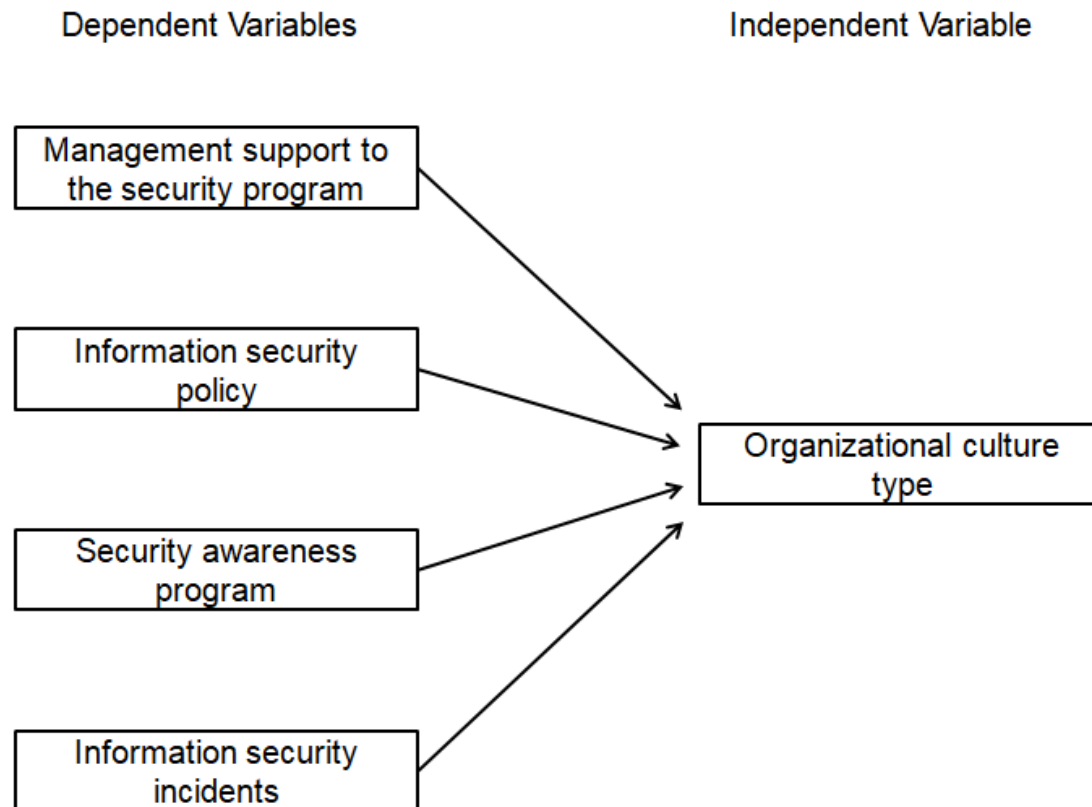 Dependent Variables
Independent Variable
Management support to
the security program
Information security
policy
Organizational culture
type
Security awareness
program
Information security
incidents